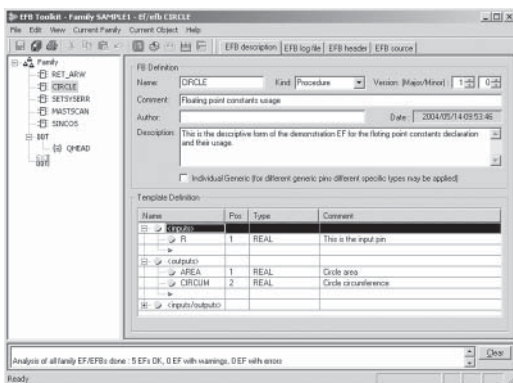 EFB Toolkit - Family SAMPLE1 - Ef/efb CIRCLE
File Edit View Current Family Current Object Help
EFB description EFB log file EFB header EFB source
Family
RET_ARW
CIRCLE
SETSYSERR
MASTSCAN
SINCOS
DDT
{s} QHEAD
DDT
FB Definition
Name: CIRCLE Kind: Procedure Version: (Major/Minor) 1 0
Comment: Floating point constants usage
Author: Date: 2004/05/14-09:53:46
Description: This is the descriptive form of the demonstration EF for the floting point constants declaration
and their usage.
Individual Generic (for different generic pins different specific types may be applied)
Template Definition
Name Pos Type Comment
<inputs>
R 1 REAL This is the input pin
<outputs>
AREA 1 REAL Circle area
CIRCUM 2 REAL Circle circumference
<inputs/outputs>
Analysis of all family EF/EFBs done : 5 EFs OK, 0 EF with warnings, 0 EF with errors
Clear
Ready